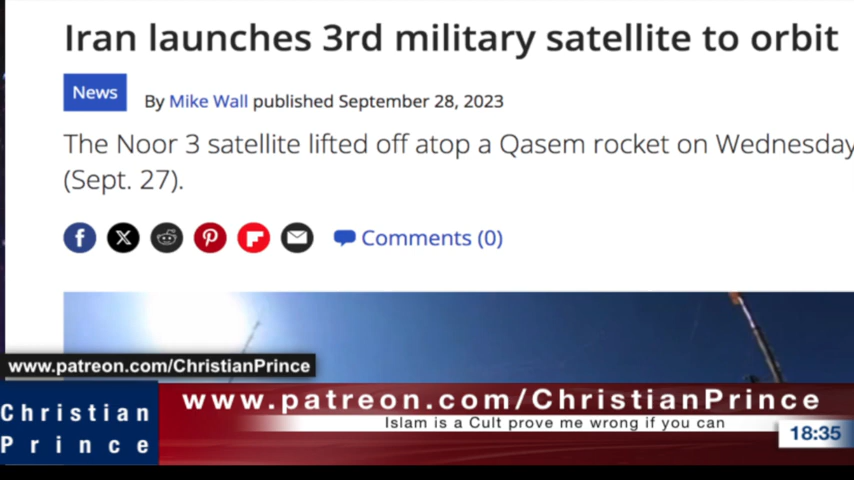 Iran launches 3rd military satellite to orbit
News
By Mike Wall published September 28, 2023
The Noor 3 satellite lifted off atop a Qasem rocket on Wednesday
(Sept. 27).
Comments (0)
www.patreon.com/ChristianPrince
www.patreon.com/ChristianPrince
Christian
Prince
Islam is a Cult prove me wrong if you can
18:35